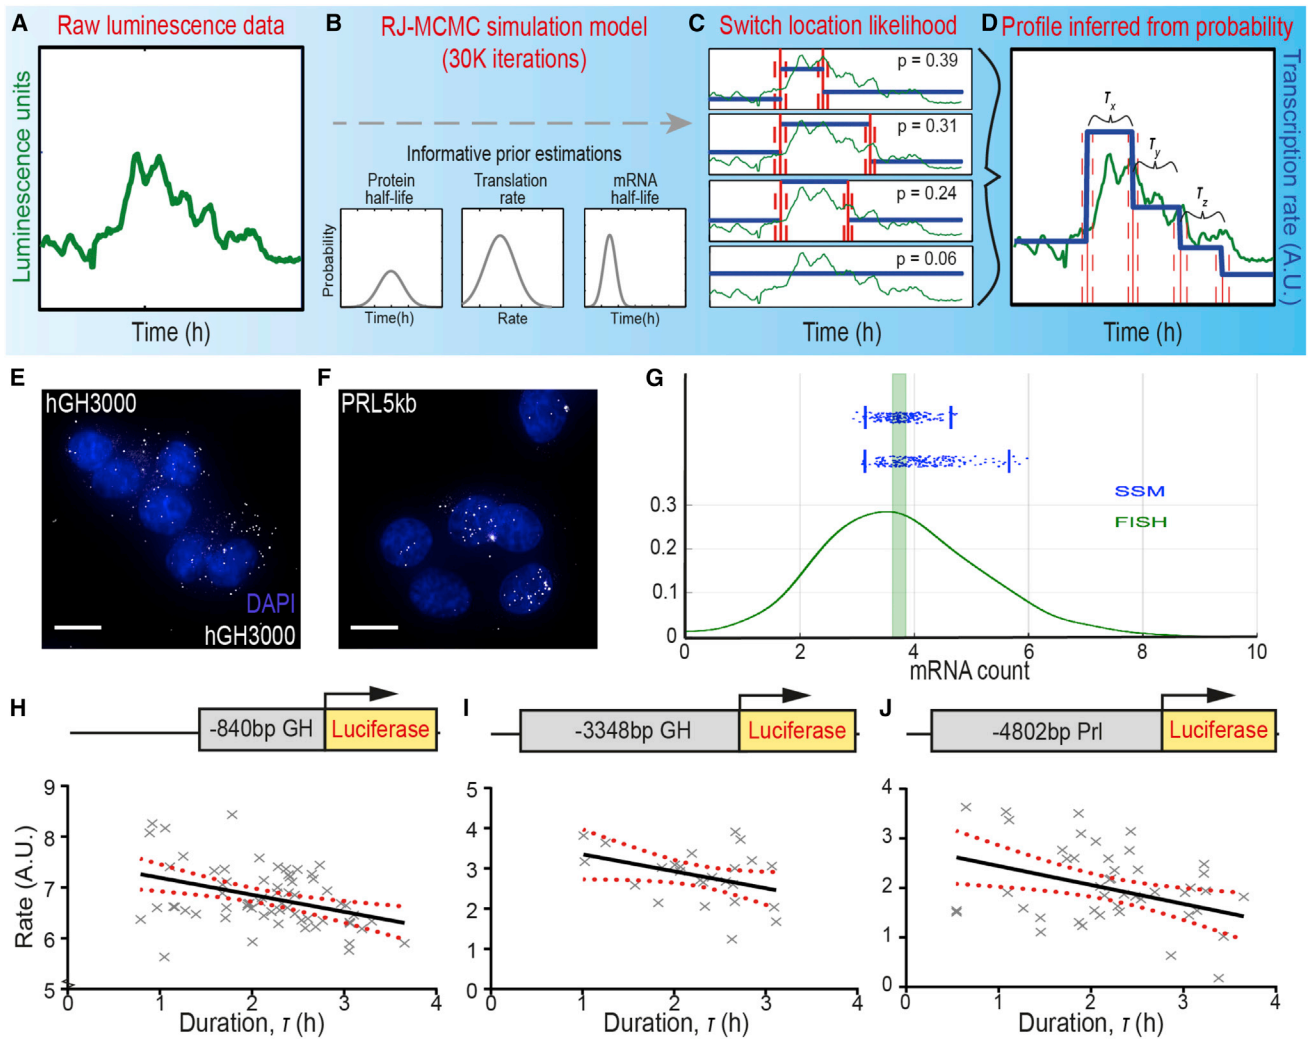 A
Raw luminescence data
Luminescence units
Time (h)
B
RJ-MCMC simulation model
(30K iterations)
Informative prior estimations
Protein
half-life
Translation
rate
mRNA
half-life
Probability
Time(h)
Rate
Time(h)
C
Switch location likelihood
p = 0.39
p = 0.31
p = 0.24
p = 0.06
Time (h)
D
Profile inferred from probability
Tx
Ty
Tz
Transcription rate (A.U.)
Time (h)
E
hGH3000
DAPI
hGH3000
F
PRL5kb
G
SSM
FISH
0.3
0.2
0.1
0
0 2 4 6 8 10
mRNA count
H
-840bp GH
Luciferase
Rate (A.U.)
9
8
7
6
5
0 1 2 3 4
Duration, τ (h)
I
-3348bp GH
Luciferase
5
4
3
2
1
0
0 1 2 3 4
Duration, τ (h)
J
-4802bp Prl
Luciferase
4
3
2
1
0
0 1 2 3 4
Duration, τ (h)